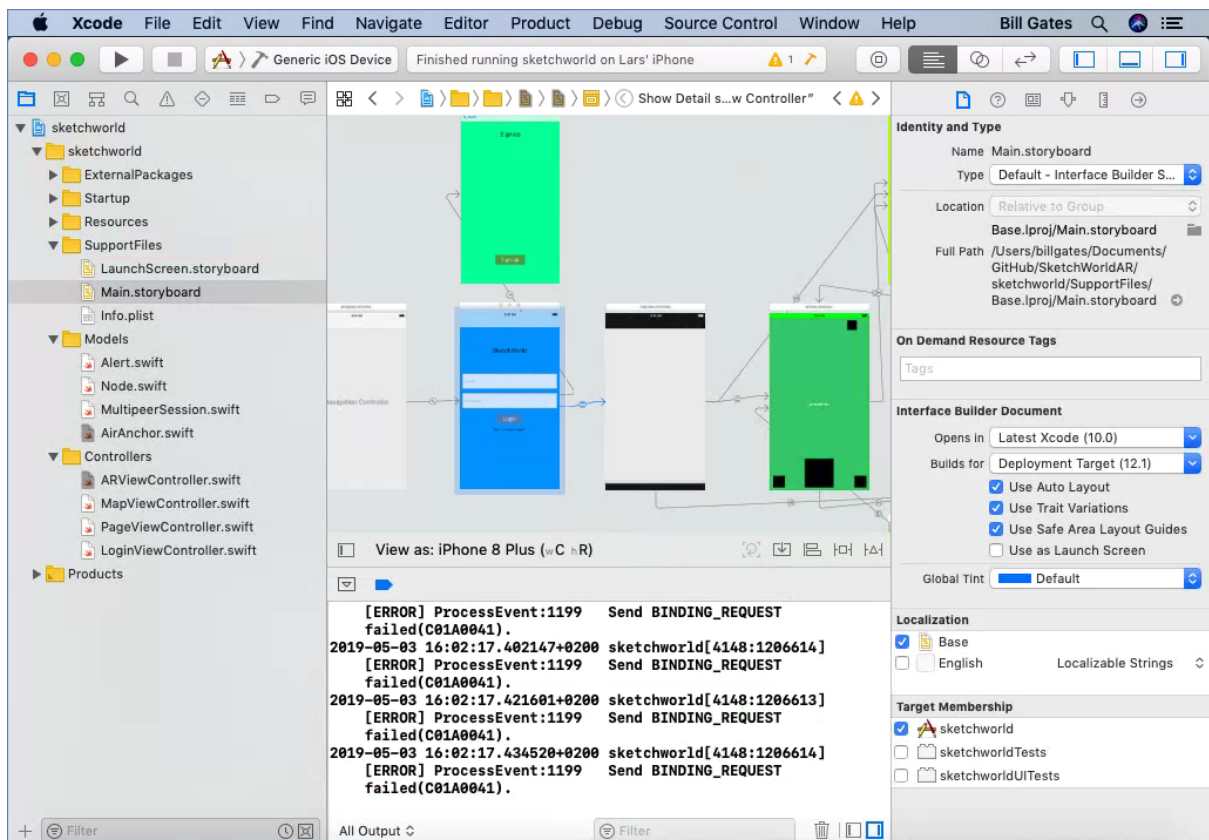 Xcode File Edit View Find Navigate Editor Product Debug Source Control Window Help Bill Gates
Generic iOS Device
Finished running sketchworld on Lars' iPhone
1
Show Detail s...w Controller"
sketchworld
sketchworld
ExternalPackages
Startup
Resources
SupportFiles
LaunchScreen.storyboard
Main.storyboard
Info.plist
Models
Alert.swift
Node.swift
MultipeerSession.swift
AirAnchor.swift
Controllers
ARViewController.swift
MapViewController.swift
PageViewController.swift
LoginViewController.swift
Products
Filter
Sign up
Sign up
SketchWorld
Login
Navigation Controller
View as: iPhone 8 Plus (wC hR)
[ERROR] ProcessEvent:1199 Send BINDING_REQUEST
failed(C01A0041).
2019-05-03 16:02:17.402147+0200 sketchworld[4148:1206614]
[ERROR] ProcessEvent:1199 Send BINDING_REQUEST
failed(C01A0041).
2019-05-03 16:02:17.421601+0200 sketchworld[4148:1206613]
[ERROR] ProcessEvent:1199 Send BINDING_REQUEST
failed(C01A0041).
2019-05-03 16:02:17.434520+0200 sketchworld[4148:1206614]
[ERROR] ProcessEvent:1199 Send BINDING_REQUEST
failed(C01A0041).
All Output
Filter
Identity and Type
Name Main.storyboard
Type Default - Interface Builder S...
Location Relative to Group
Base.lproj/Main.storyboard
Full Path /Users/billgates/Documents/
GitHub/SketchWorldAR/
sketchworld/SupportFiles/
Base.lproj/Main.storyboard
On Demand Resource Tags
Tags
Interface Builder Document
Opens in Latest Xcode (10.0)
Builds for Deployment Target (12.1)
Use Auto Layout
Use Trait Variations
Use Safe Area Layout Guides
Use as Launch Screen
Global Tint Default
Localization
Base
English Localizable Strings
Target Membership
sketchworld
sketchworldTests
sketchworldUITests